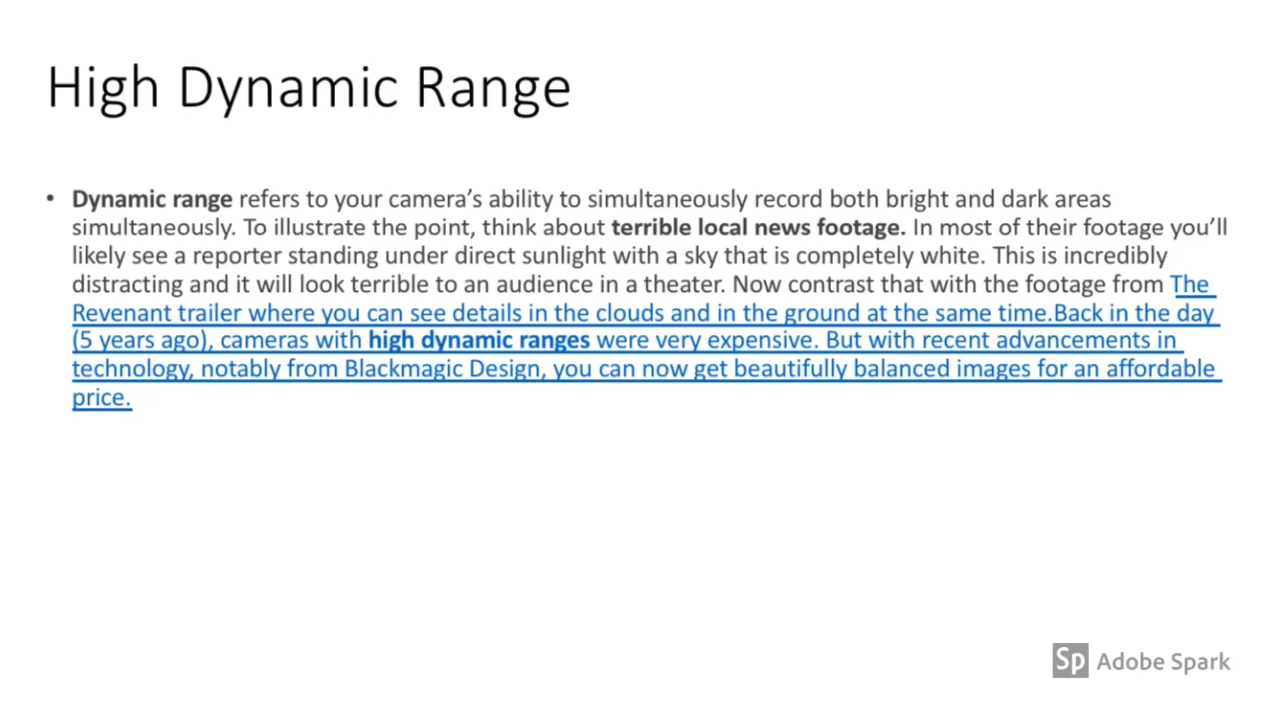 High Dynamic Range
• Dynamic range refers to your camera's ability to simultaneously record both bright and dark areas
simultaneously. To illustrate the point, think about terrible local news footage. In most of their footage you'll
likely see a reporter standing under direct sunlight with a sky that is completely white. This is incredibly
distracting and it will look terrible to an audience in a theater. Now contrast that with the footage from The
Revenant trailer where you can see details in the clouds and in the ground at the same time.Back in the day
(5 years ago), cameras with high dynamic ranges were very expensive. But with recent advancements in
technology, notably from Blackmagic Design, you can now get beautifully balanced images for an affordable
price.
Sp Adobe Spark